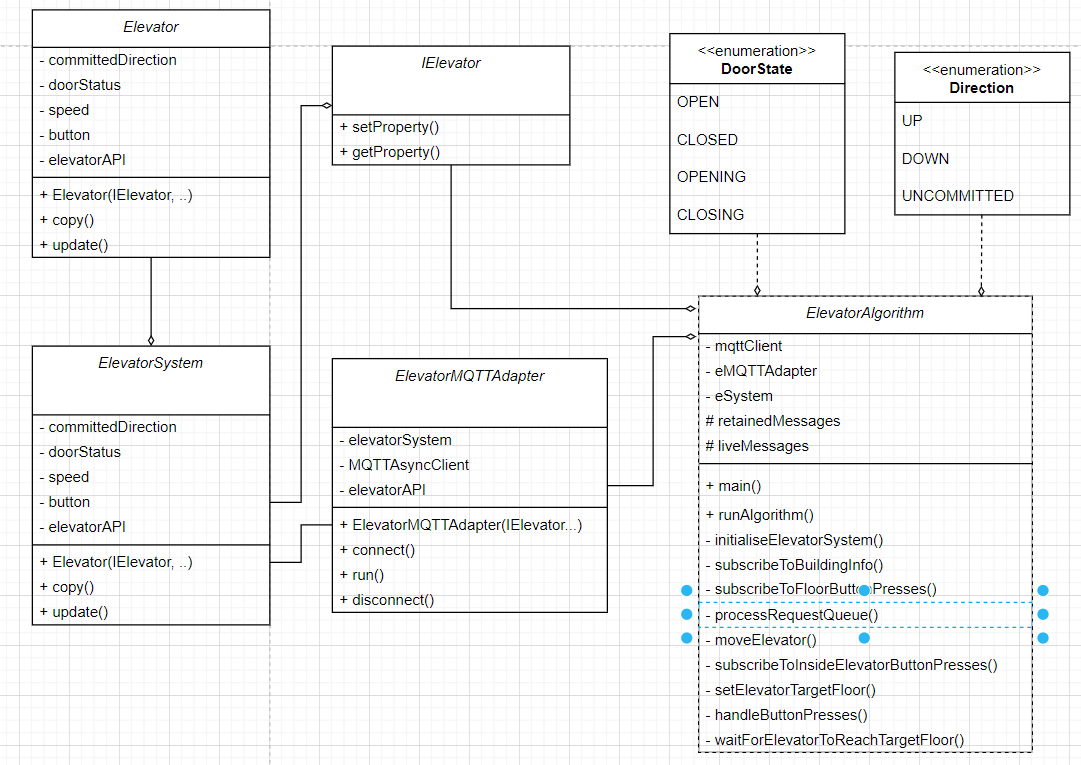 Elevator
- committedDirection
- doorStatus
- speed
- button
- elevatorAPI
+ Elevator(IElevator, ..)
+ copy()
+ update()
IElevator
+ setProperty()
+ getProperty()
<<enumeration>>
DoorState
OPEN
CLOSED
OPENING
CLOSING
<<enumeration>>
Direction
UP
DOWN
UNCOMMITTED
ElevatorSystem
- committedDirection
- doorStatus
- speed
- button
- elevatorAPI
+ Elevator(IElevator, ..)
+ copy()
+ update()
ElevatorMQTTAdapter
- elevatorSystem
- MQTTAsyncClient
- elevatorAPI
+ ElevatorMQTTAdapter(IElevator...)
+ connect()
+ run()
+ disconnect()
ElevatorAlgorithm
- mqttClient
- eMQTTAdapter
- eSystem
# retainedMessages
# liveMessages
+ main()
+ runAlgorithm()
- initialiseElevatorSystem()
- subscribeToBuildingInfo()
- subscribeToFloorButtonPresses()
- processRequestQueue()
- moveElevator()
- subscribeToInsideElevatorButtonPresses()
- setElevatorTargetFloor()
- handleButtonPresses()
- waitForElevatorToReachTargetFloor()